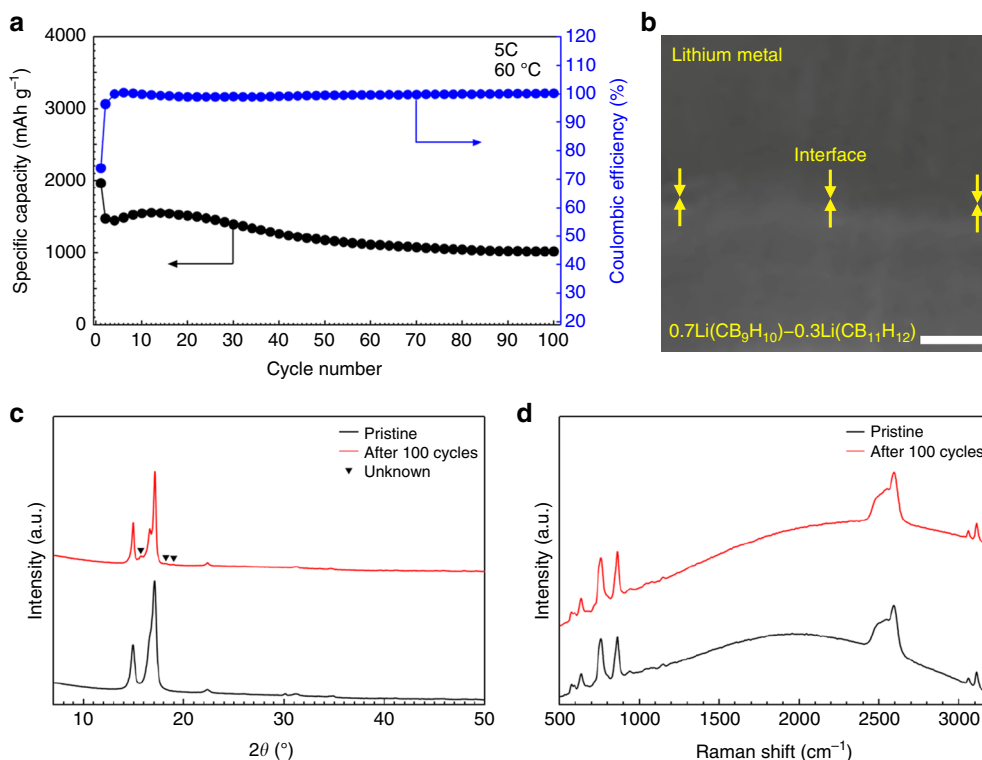 a
4000
3000
2000
1000
0
Specific capacity (mAh g⁻¹)
5C
60 °C
120
110
100
90
80
70
60
50
40
30
20
Coulombic efficiency (%)
0 10 20 30 40 50 60 70 80 90 100
Cycle number
b
Lithium metal
Interface
0.7Li(CB₉H₁₀)–0.3Li(CB₁₁H₁₂)
c
Pristine
After 100 cycles
Unknown
Intensity (a.u.)
10 20 30 40 50
2θ (°)
d
Pristine
After 100 cycles
Intensity (a.u.)
500 1000 1500 2000 2500 3000
Raman shift (cm⁻¹)